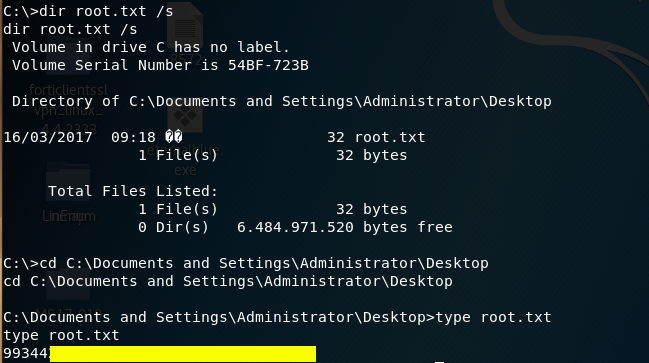 C:\>dir root.txt /s
dir root.txt /s
 Volume in drive C has no label.
 Volume Serial Number is 54BF-723B

 Directory of C:\Documents and Settings\Administrator\Desktop

16/03/2017  09:18 ��                32 root.txt
               1 File(s)             32 bytes

     Total Files Listed:
               1 File(s)             32 bytes
               0 Dir(s)   6.484.971.520 bytes free

C:\>cd C:\Documents and Settings\Administrator\Desktop
cd C:\Documents and Settings\Administrator\Desktop

C:\Documents and Settings\Administrator\Desktop>type root.txt
type root.txt
99344